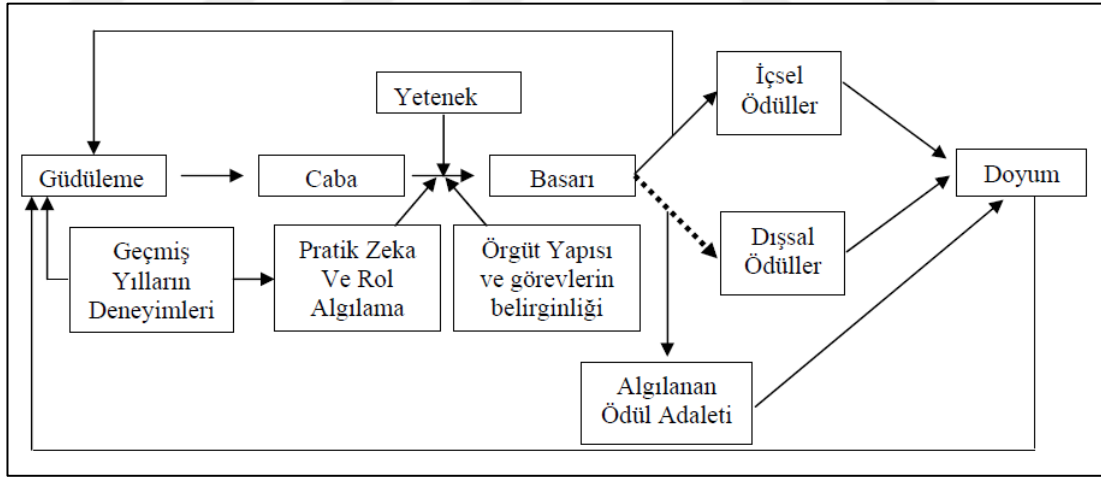 İçsel
Ödüller
Yetenek
Güdüleme
Caba
Basarı
Doyum
Geçmiş
Yılların
Deneyimleri
Pratik Zeka
Ve Rol
Algılama
Örgüt Yapısı
ve görevlerin
belirginliği
Dışsal
Ödüller
Algılanan
Ödül Adaleti